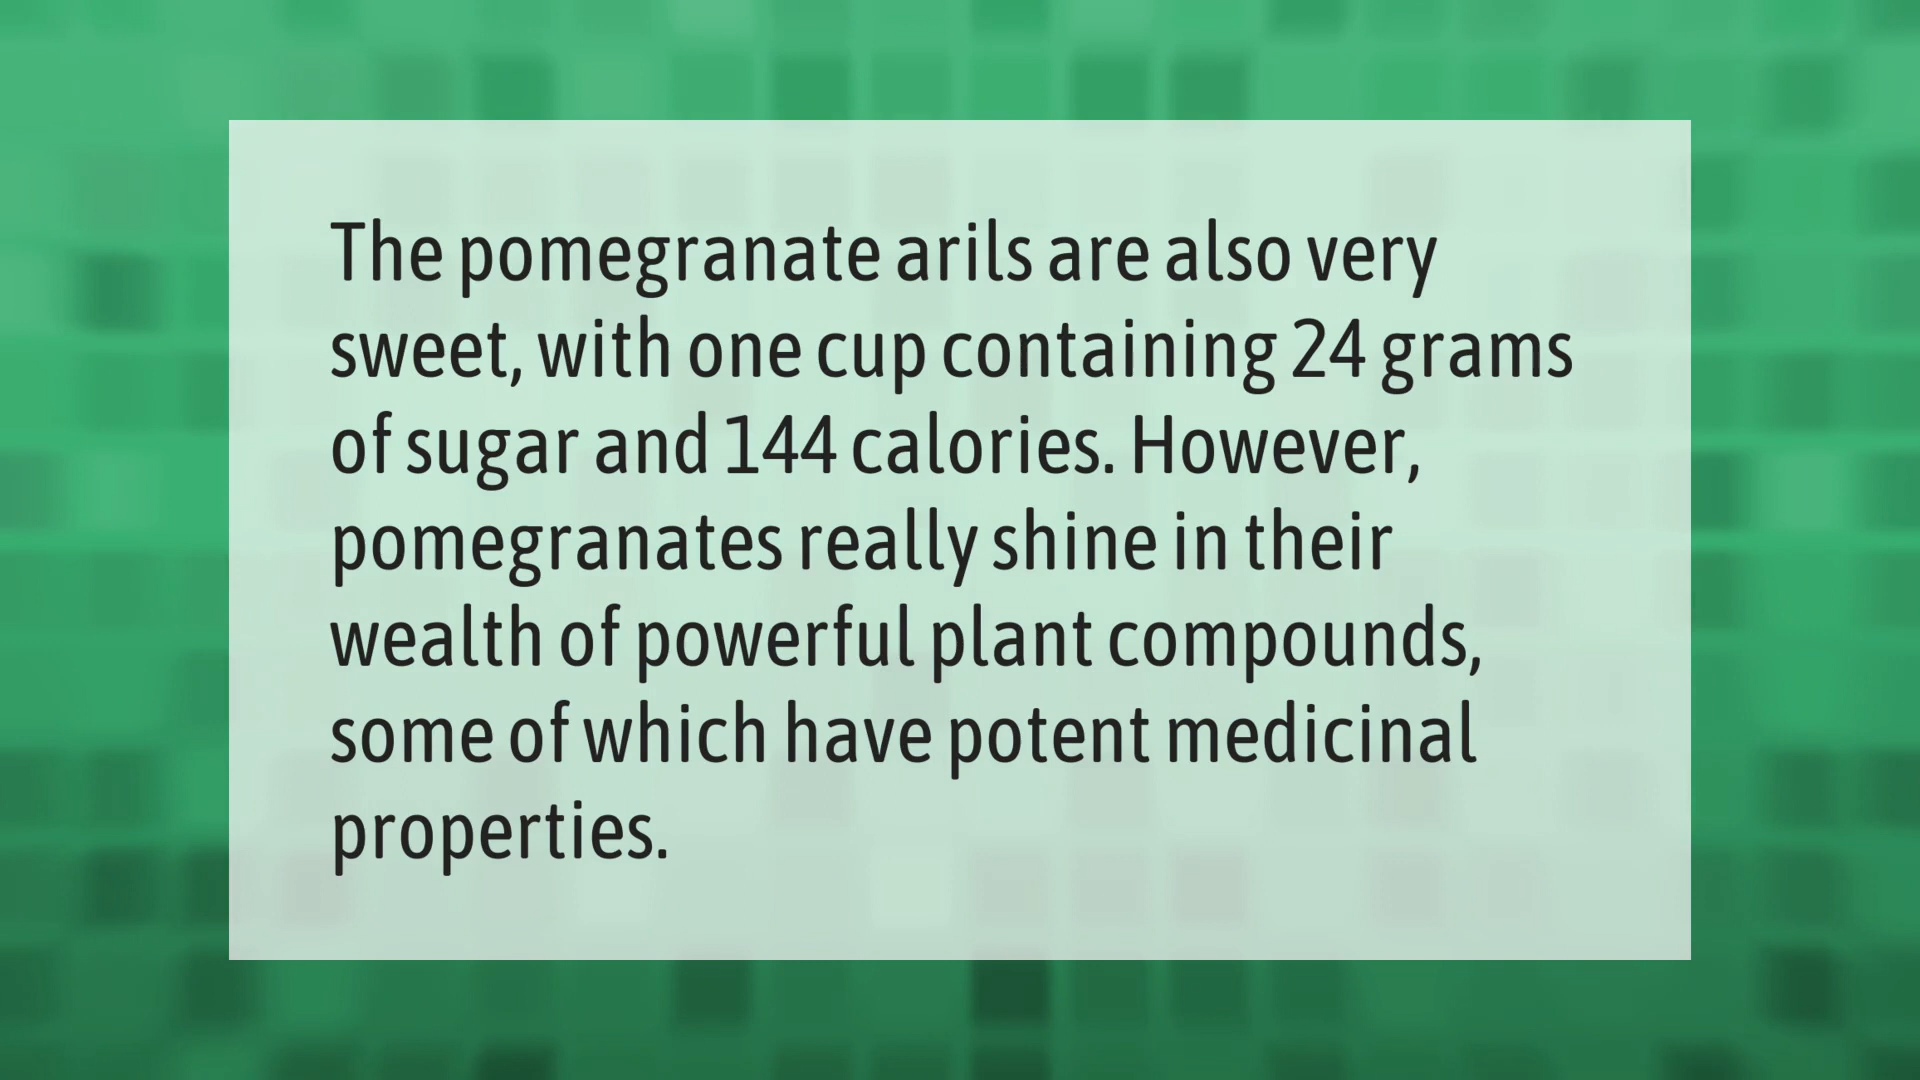 The pomegranate arils are also very
sweet, with one cup containing 24 grams
of sugar and 144 calories. However,
pomegranates really shine in their
wealth of powerful plant compounds,
some of which have potent medicinal
properties.